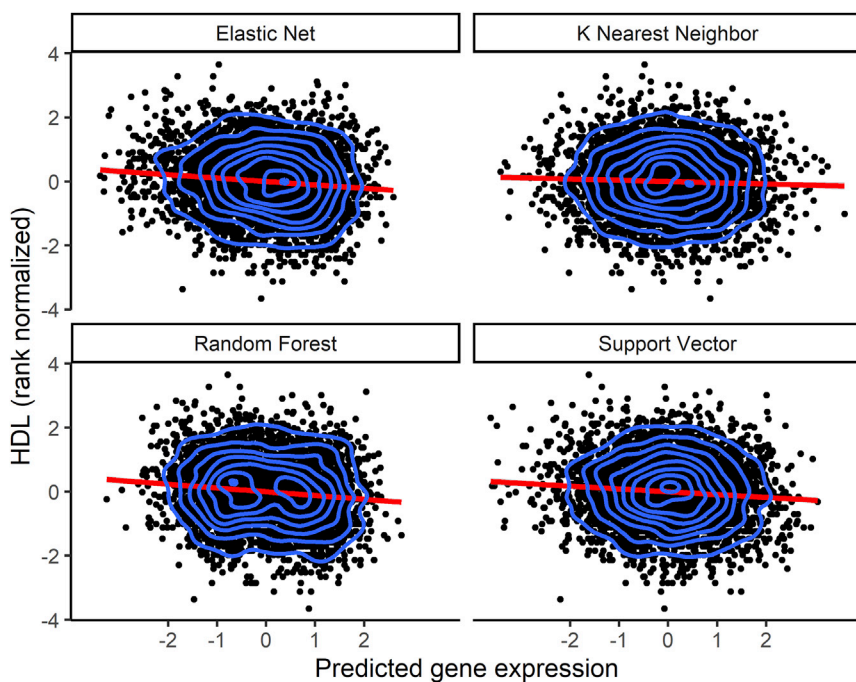 Elastic Net
K Nearest Neighbor
4
2
0
-2
-4
Random Forest
Support Vector
4
2
0
-2
-4
-2 -1 0 1 2
-2 -1 0 1 2
HDL (rank normalized)
Predicted gene expression